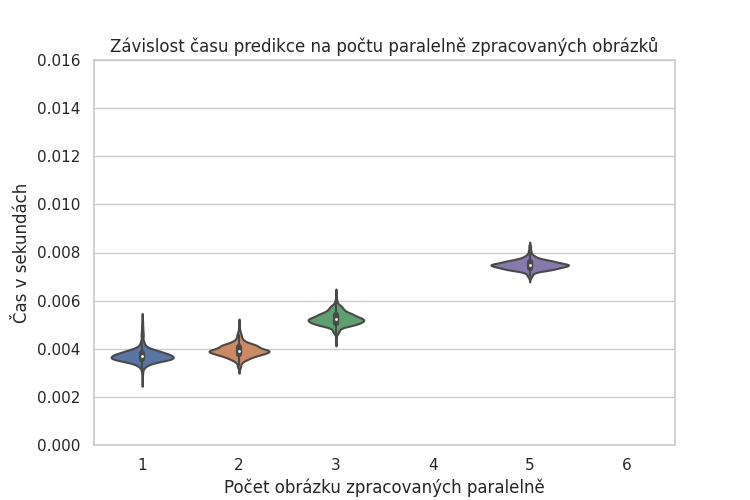 Závislost času predikce na počtu paralelně zpracovaných obrázků
0.016
0.014
0.012
0.010
0.008
0.006
0.004
0.002
0.000
Čas v sekundách
1 2 3 4 5 6
Počet obrázku zpracovaných paralelně